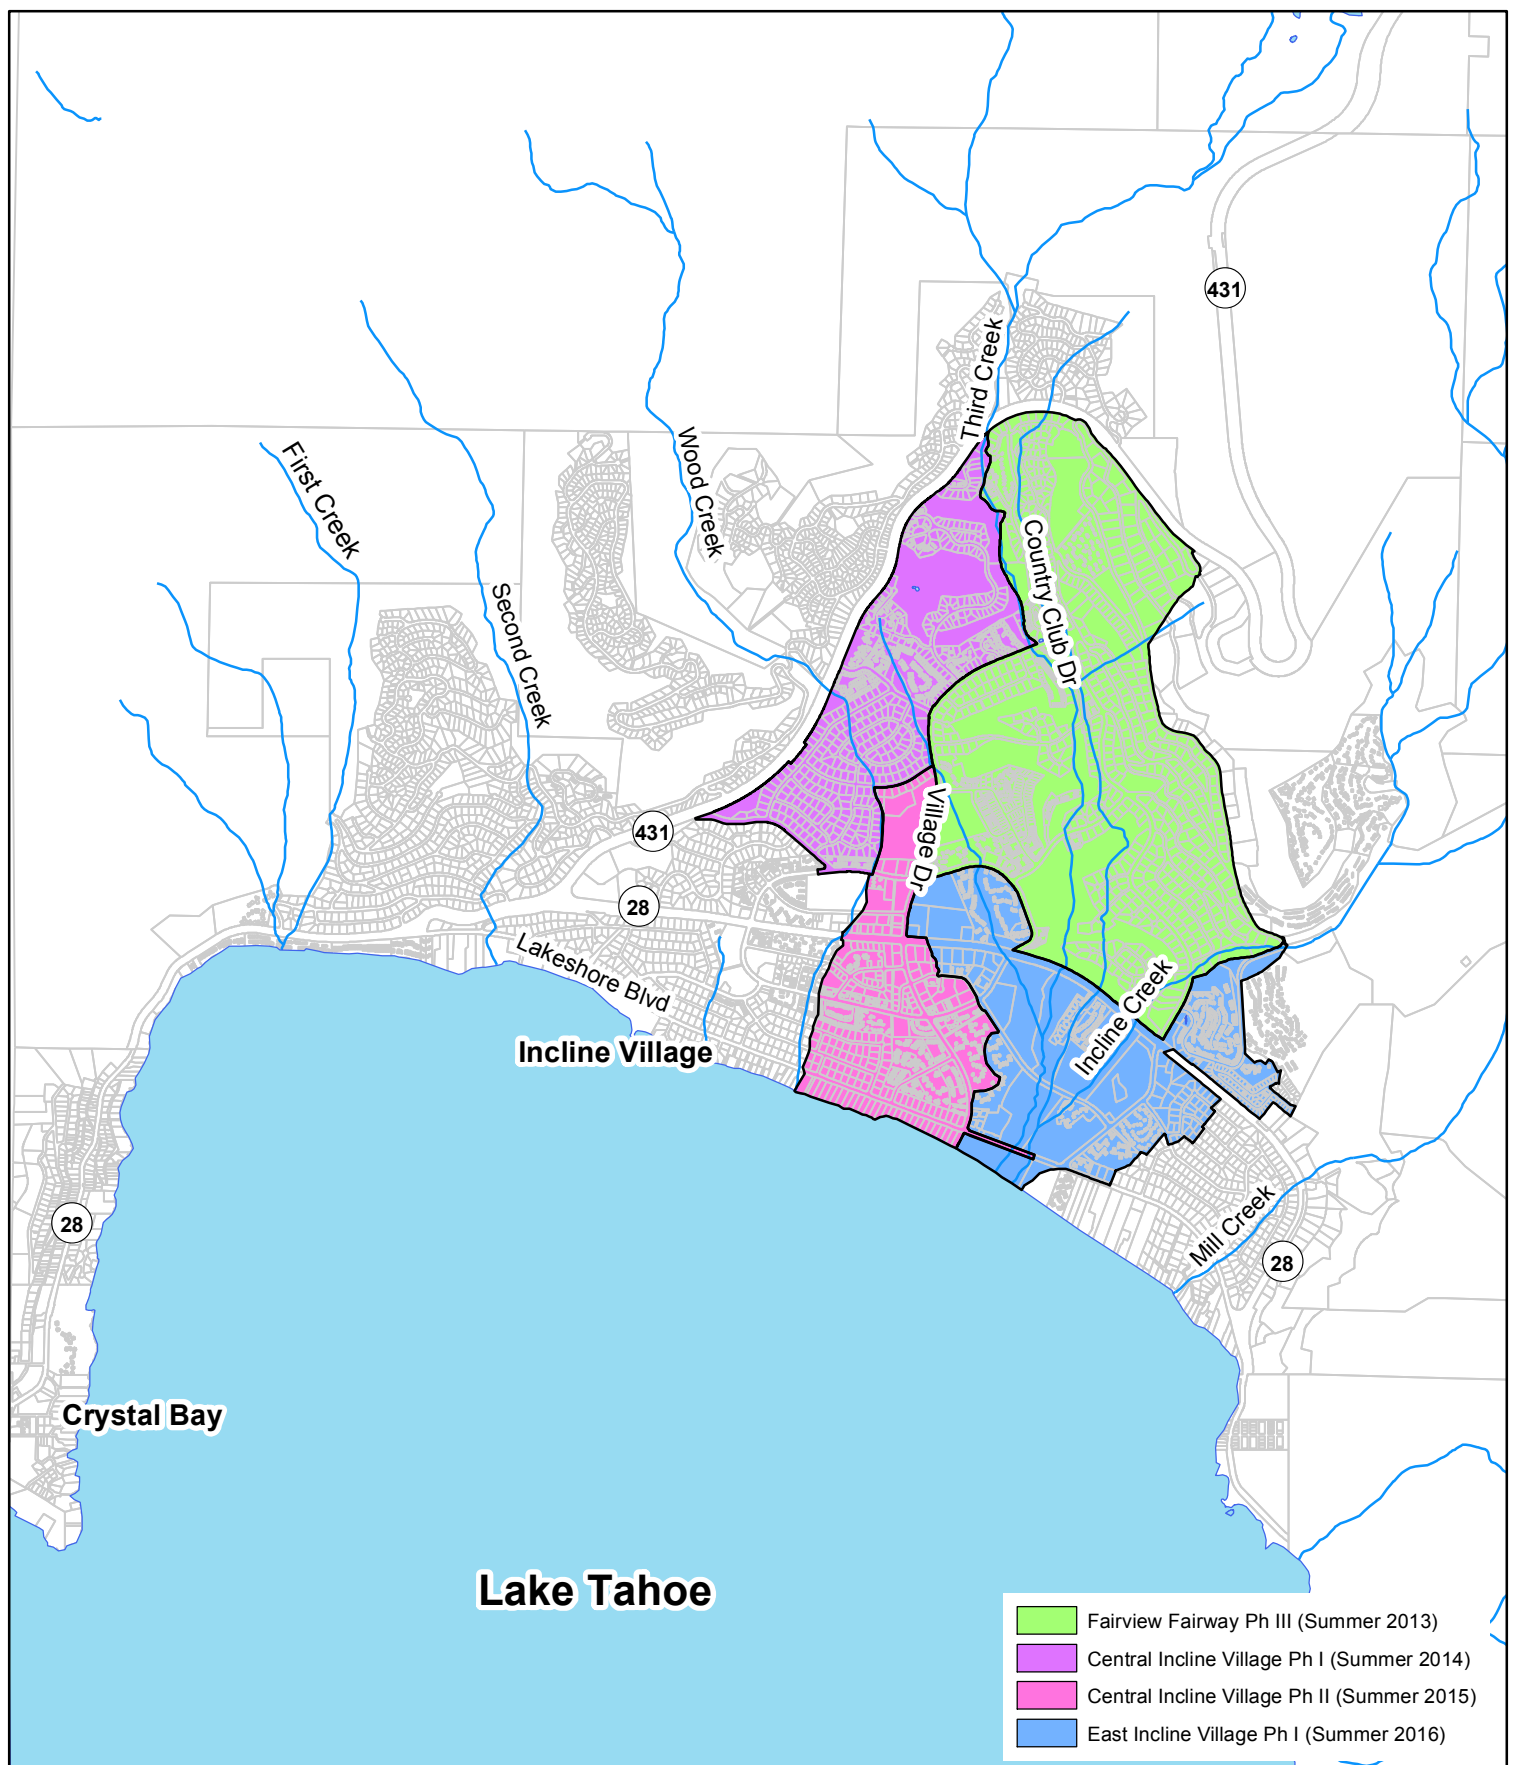 431
Third Creek
Wood Creek
First Creek
Country Club Dr
Second Creek
Village Dr
431
28
Lakeshore Blvd
Incline Creek
Incline Village
Mill Creek
28
28
Crystal Bay
Lake Tahoe
Fairview Fairway Ph III (Summer 2013)
Central Incline Village Ph I (Summer 2014)
Central Incline Village Ph II (Summer 2015)
East Incline Village Ph I (Summer 2016)